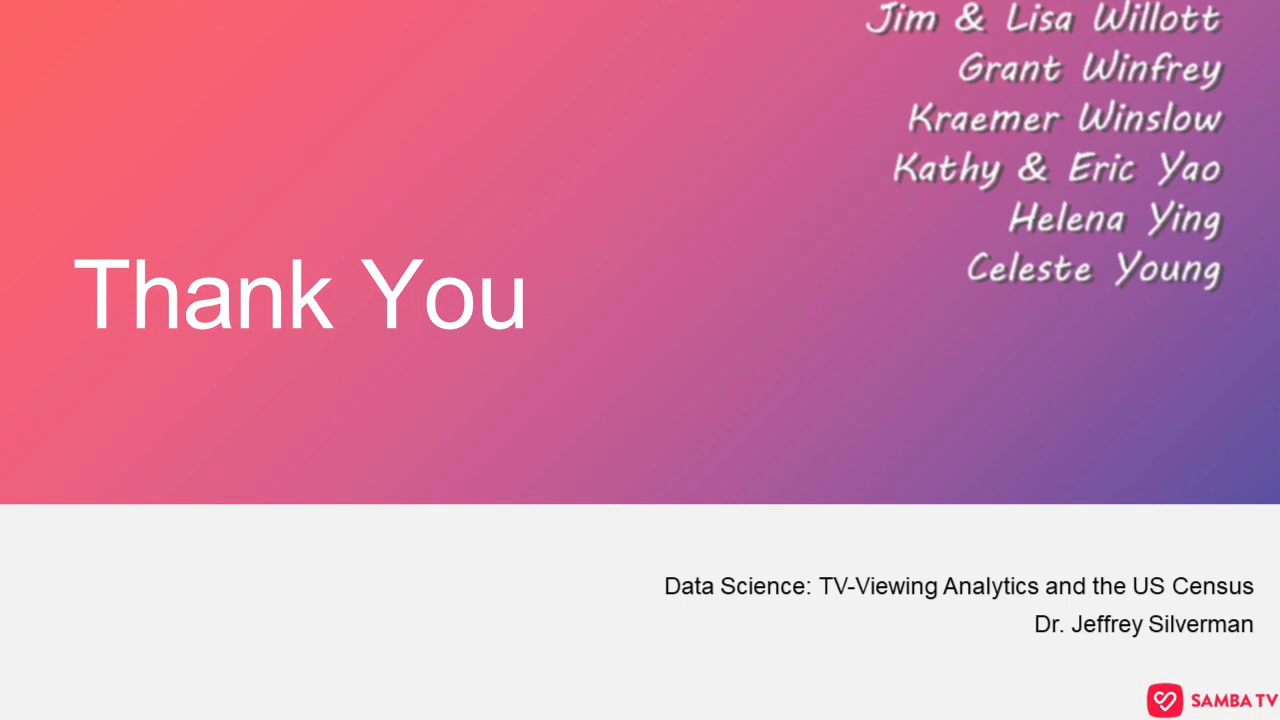 Jim & Lisa Willott
Grant Winfrey
Kraemer Winslow
Kathy & Eric Yao
Helena Ying
Celeste Young
Thank You
Data Science: TV-Viewing Analytics and the US Census
Dr. Jeffrey Silverman
SAMBA TV